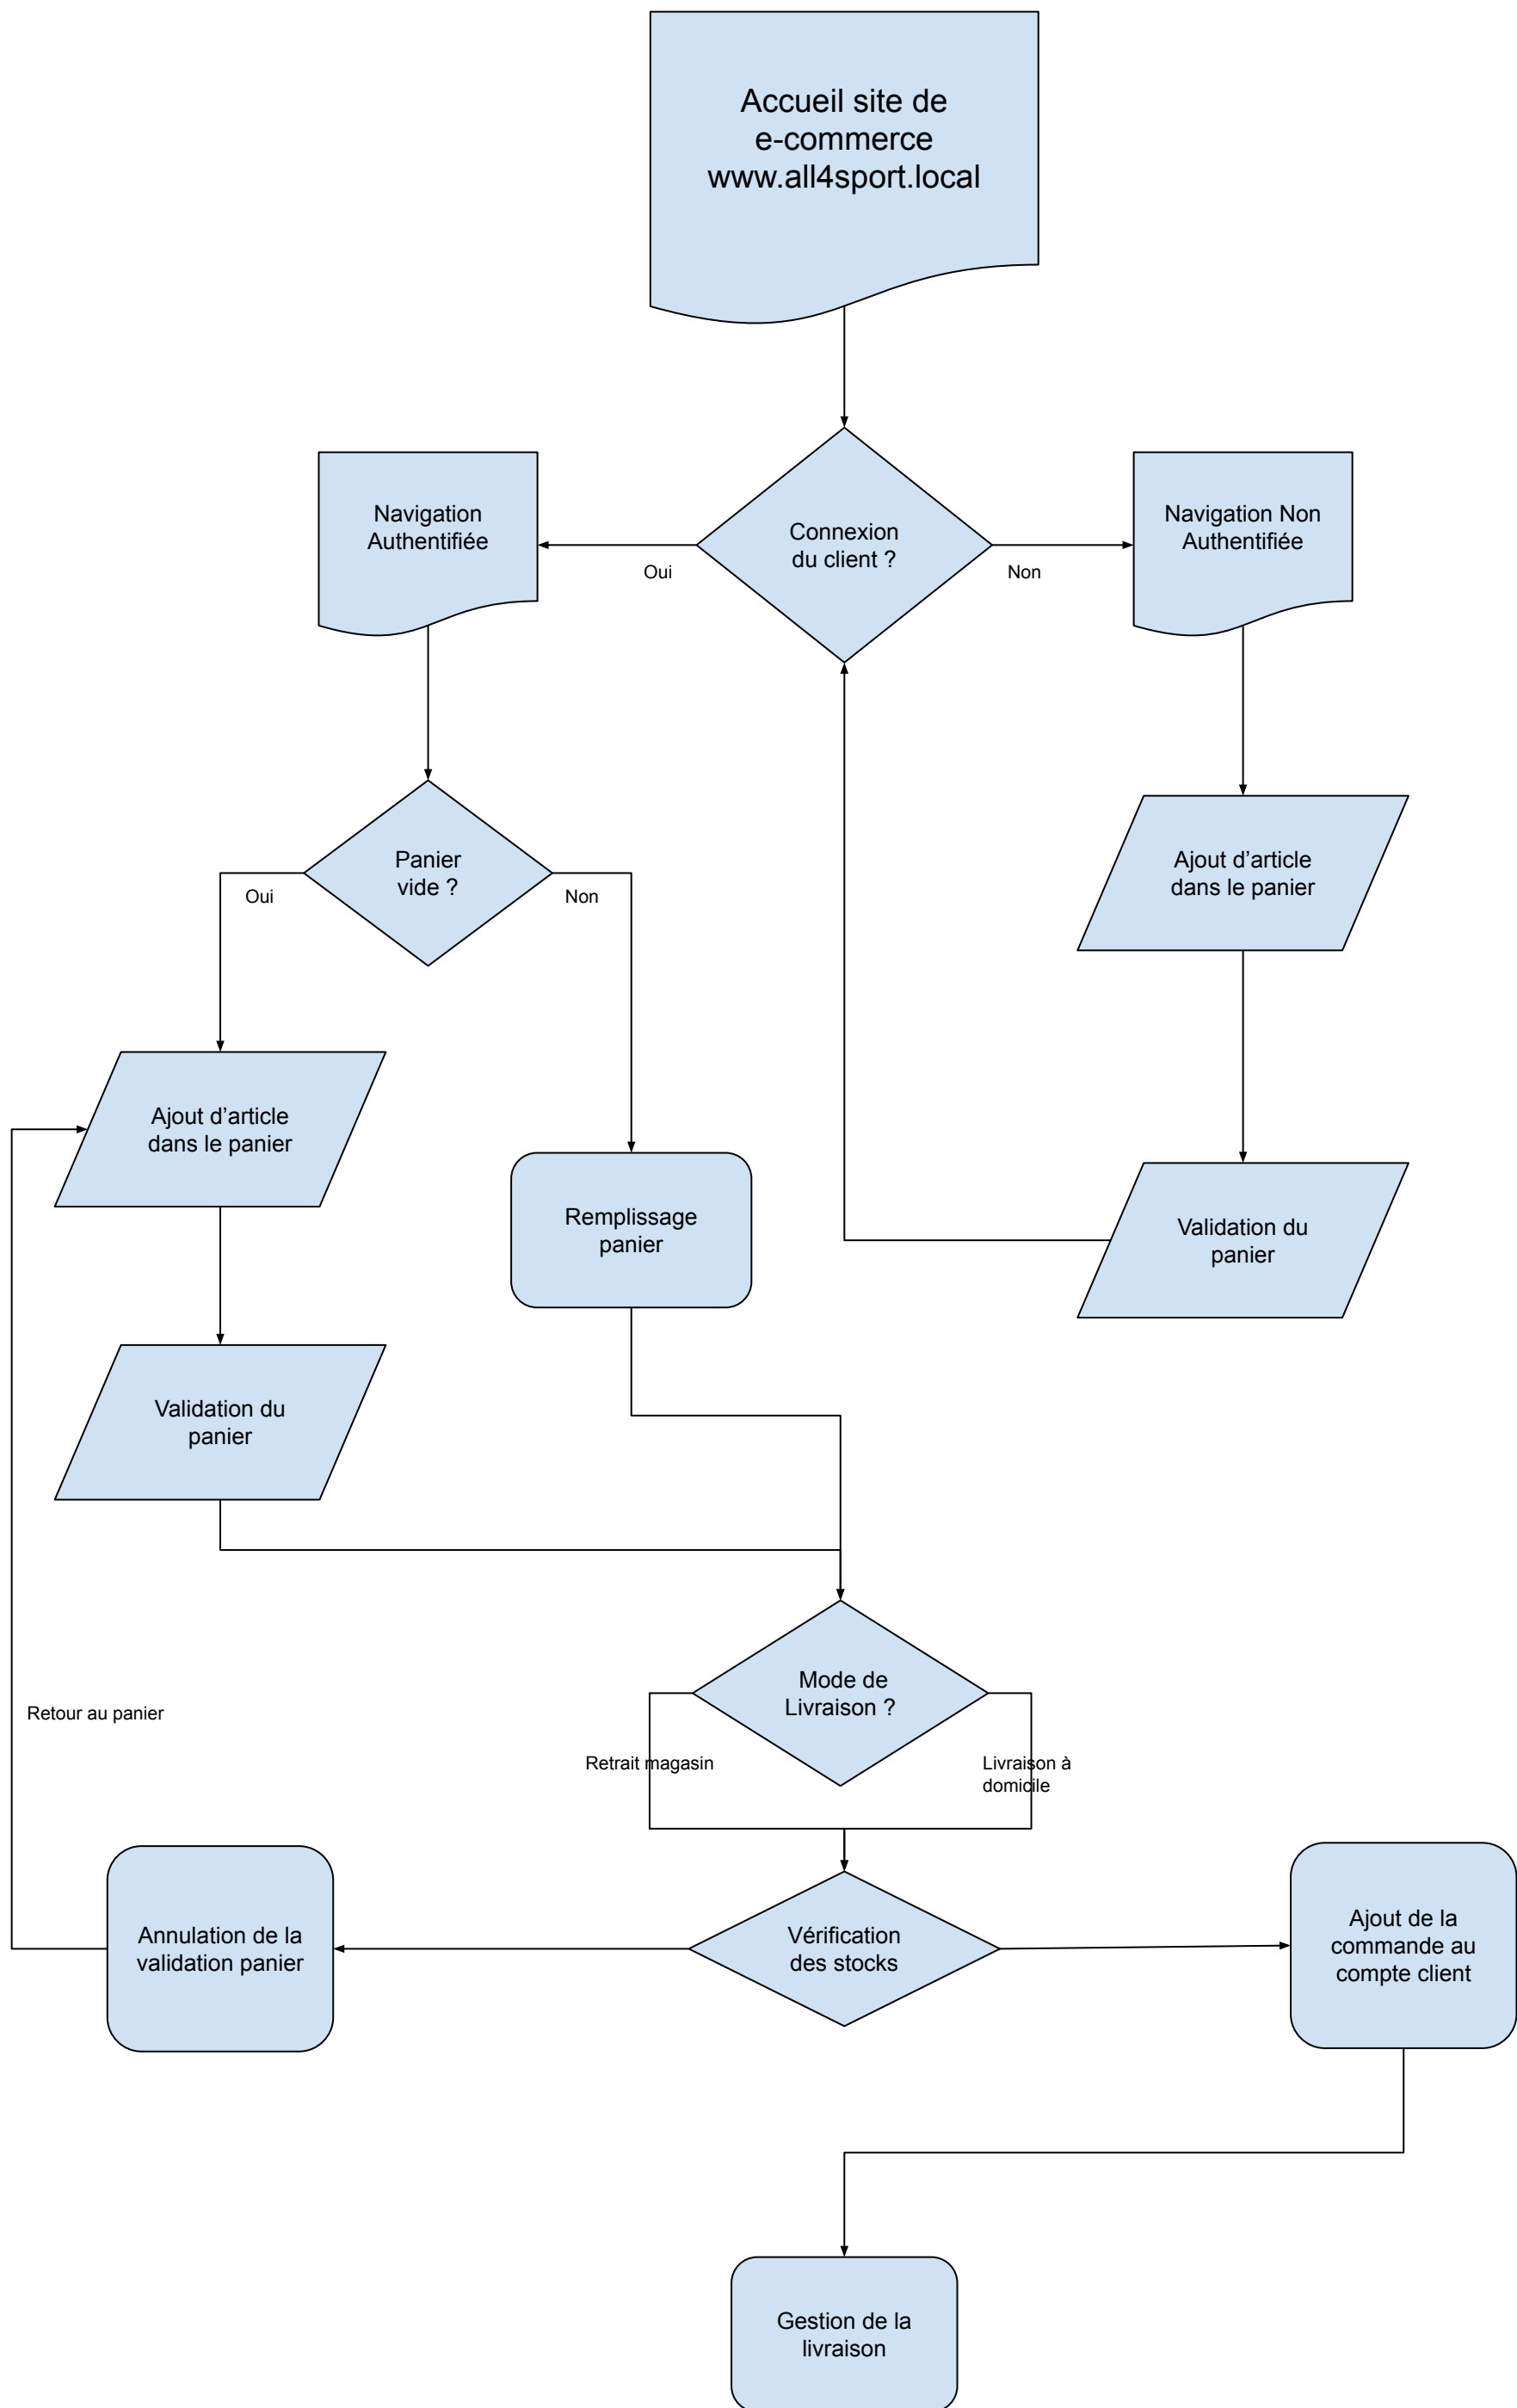 Accueil site de
e-commerce
www.all4sport.local
Navigation
Authentifiée
Connexion
du client ?
Navigation Non
Authentifiée
Oui
Non
Panier
vide ?
Oui
Non
Ajout d’article
dans le panier
Ajout d’article
dans le panier
Remplissage
panier
Validation du
panier
Validation du
panier
Mode de
Livraison ?
Retour au panier
Retrait magasin
Livraison à
domicile
Annulation de la
validation panier
Vérification
des stocks
Ajout de la
commande au
compte client
Gestion de la
livraison